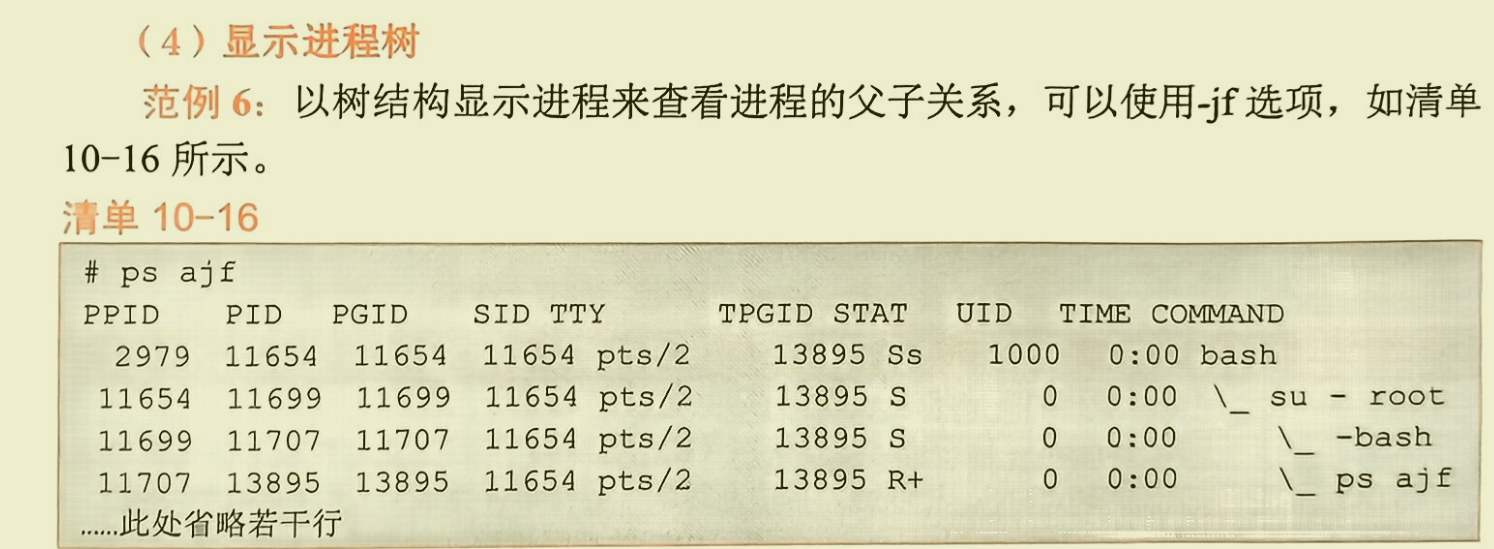 （4）显示进程树
范例 6：以树结构显示进程来查看进程的父子关系，可以使用-jf 选项，如清单
10-16 所示。
清单 10-16
# ps ajf
PPID PID PGID SID TTY TPGID STAT UID TIME COMMAND
2979 11654 11654 11654 pts/2 13895 Ss 1000 0:00 bash
11654 11699 11699 11654 pts/2 13895 S 0 0:00 \_ su - root
11699 11707 11707 11654 pts/2 13895 S 0 0:00 \_ -bash
11707 13895 13895 11654 pts/2 13895 R+ 0 0:00 \_ ps ajf
……此处省略若干行